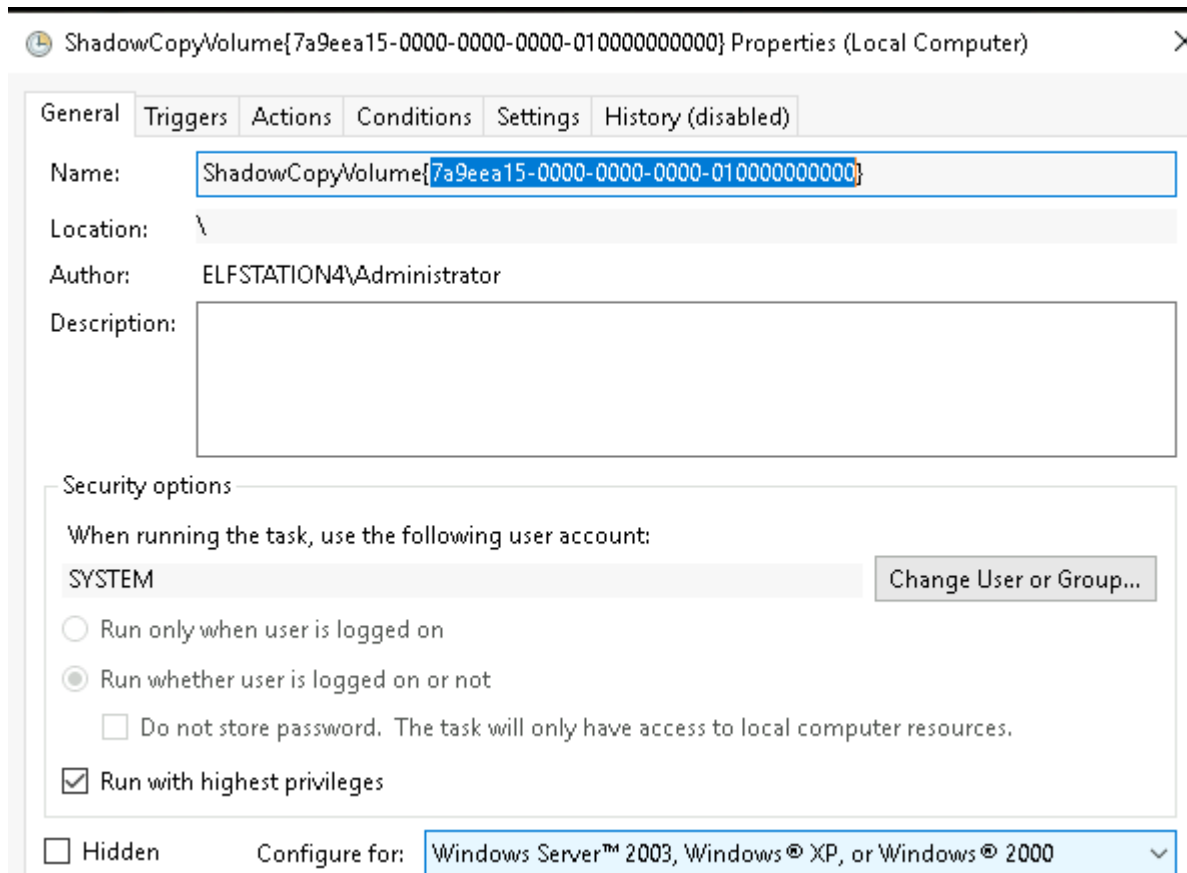 ShadowCopyVolume{7a9eea15-0000-0000-0000-010000000000} Properties (Local Computer)
General Triggers Actions Conditions Settings History (disabled)
Name: ShadowCopyVolume{7a9eea15-0000-0000-0000-010000000000}
Location: \
Author: ELFSTATION4\Administrator
Description:
Security options
When running the task, use the following user account:
SYSTEM Change User or Group...
Run only when user is logged on
Run whether user is logged on or not
Do not store password. The task will only have access to local computer resources.
Run with highest privileges
Hidden Configure for: Windows Server™ 2003, Windows® XP, or Windows® 2000